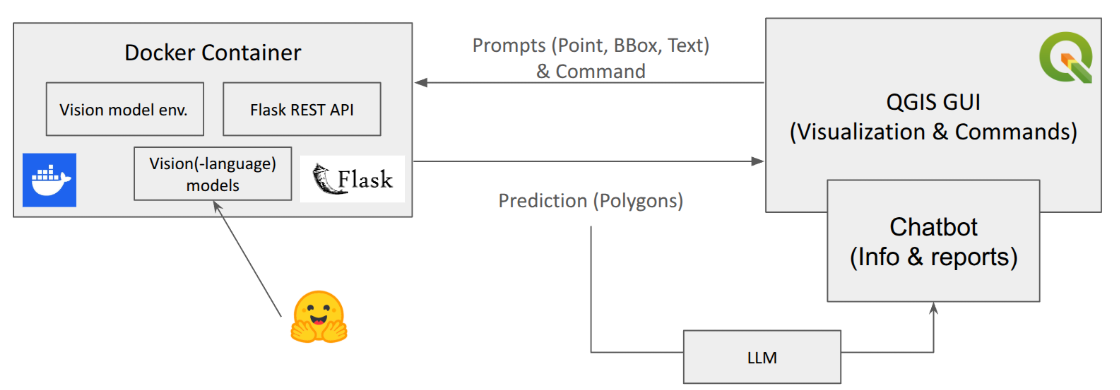 Docker Container
Vision model env.
Flask REST API
Vision(-language)
models
Flask
Prompts (Point, BBox, Text)
& Command
Prediction (Polygons)
QGIS GUI
(Visualization & Commands)
Chatbot
(Info & reports)
LLM